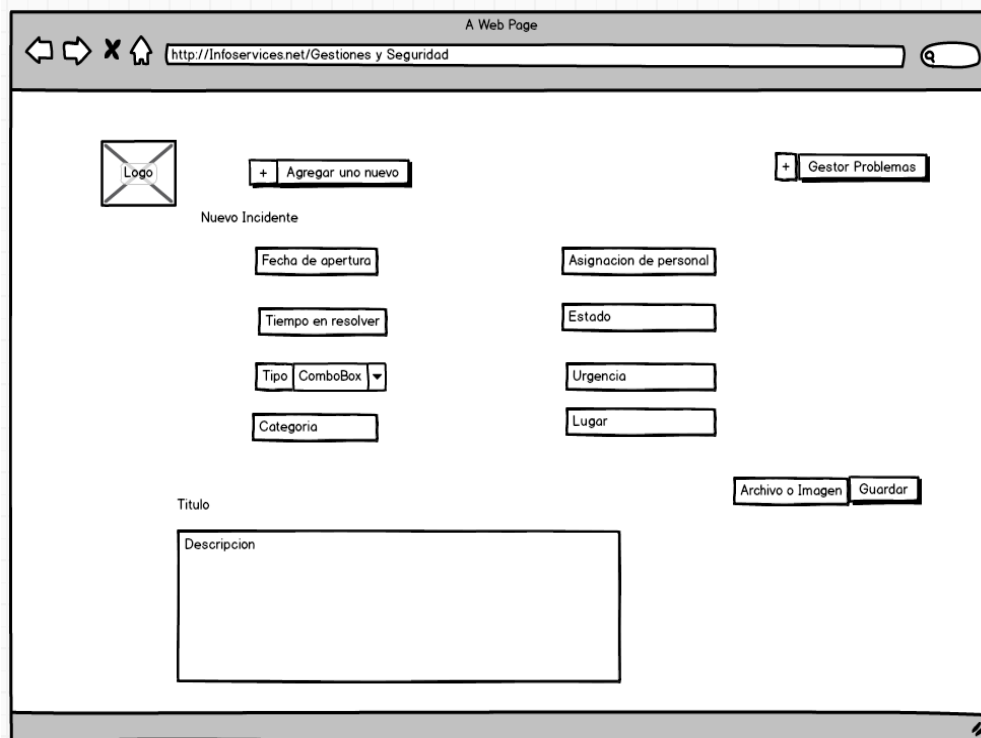 A Web Page
http://Infoservices.net/Gestiones y Seguridad
Logo
+ Agregar uno nuevo
+ Gestor Problemas
Nuevo Incidente
Fecha de apertura
Asignacion de personal
Tiempo en resolver
Estado
Tipo ComboBox
Urgencia
Categoria
Lugar
Archivo o Imagen Guardar
Titulo
Descripcion